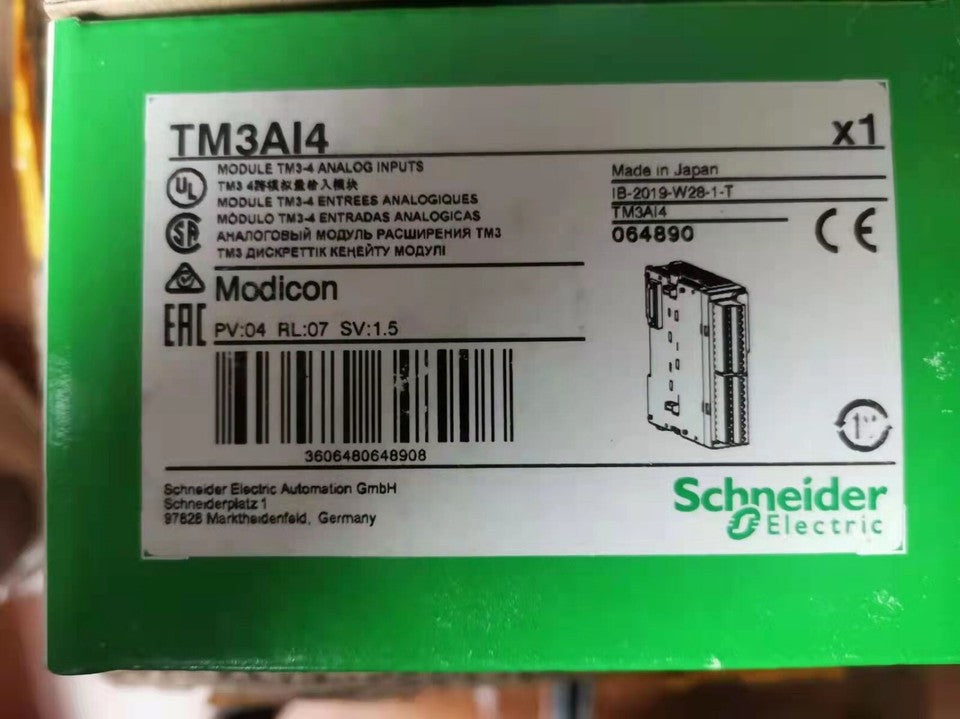 TM3AI4
x1
MODULE TM3-4 ANALOG INPUTS
TM3 4路模拟量输入模块
MODULE TM3-4 ENTREES ANALOGIQUES
MÓDULO TM3-4 ENTRADAS ANALOGICAS
АНАЛОГОВЫЙ МОДУЛЬ РАСШИРЕНИЯ TM3
TM3 ДИСКРЕТТІК КЕҢЕЙТУ МОДУЛІ
UL
Made in Japan
IB-2019-W28-1-T
TM3AI4
064890
CE
Modicon
EAC
PV:04 RL:07 SV:1.5
3606480648908
Schneider Electric Automation GmbH
Schneiderplatz 1
97828 Marktheidenfeld, Germany
Schneider
Electric